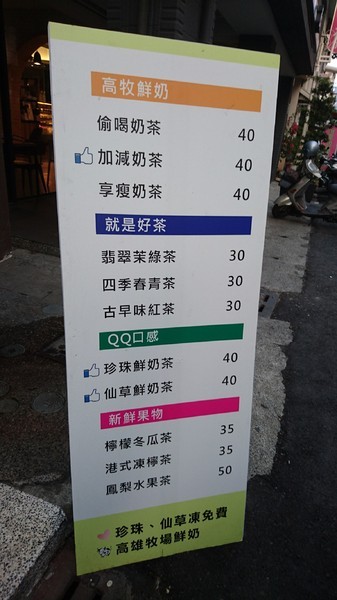 高牧鮮奶
偷喝奶茶 40
加減奶茶 40
享瘦奶茶 40
就是好茶
翡翠茉綠茶 30
四季春青茶 30
古早味紅茶 30
QQ口感
珍珠鮮奶茶 40
仙草鮮奶茶 40
新鮮果物
檸檬冬瓜茶 35
港式凍檸茶 35
鳳梨水果茶 50
珍珠、仙草凍免費
高雄牧場鮮奶